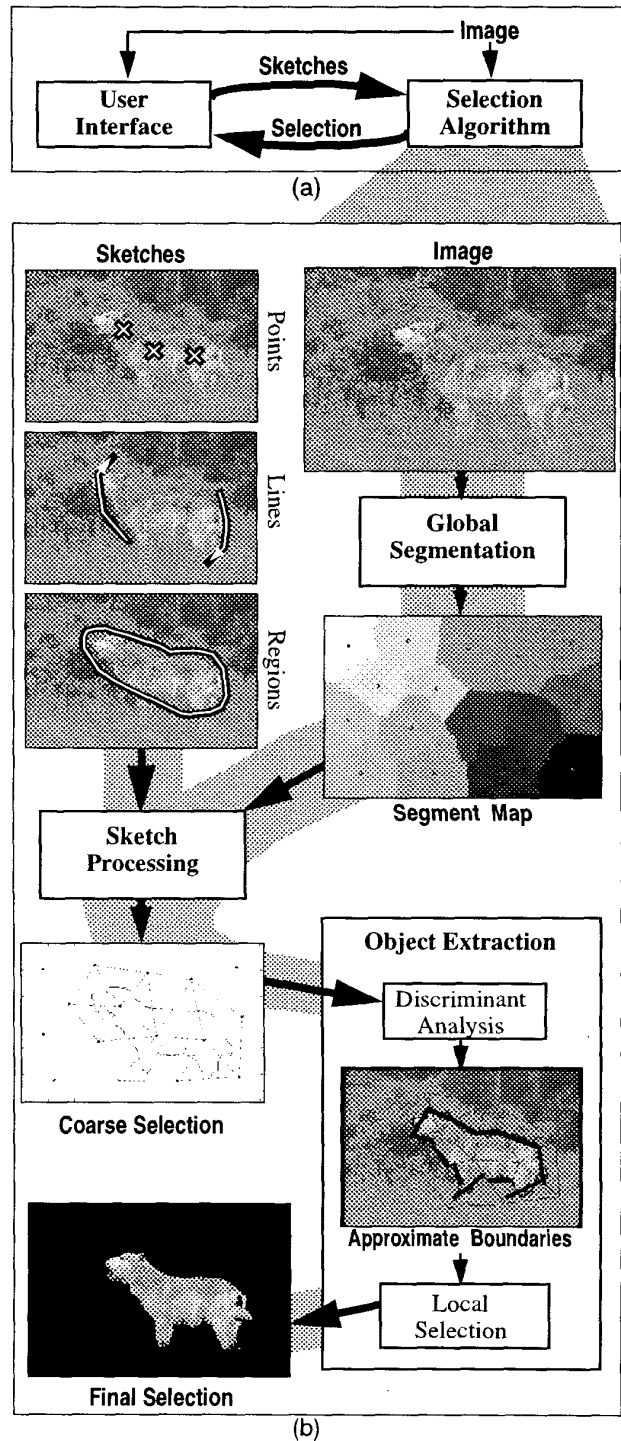 Image
Sketches
User
Interface
Selection
Algorithm
Selection
(a)
Sketches
Image
Points
Lines
Regions
Global
Segmentation
Segment Map
Sketch
Processing
Object Extraction
Discriminant
Analysis
Coarse Selection
Approximate Boundaries
Local
Selection
Final Selection
(b)